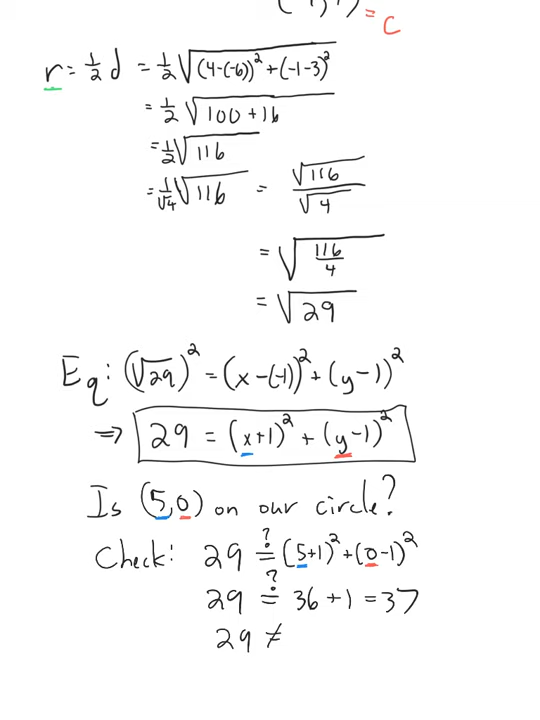 = C
r = 1/2 d = 1/2 √((4-(-6))² + (-1-3)²)
= 1/2 √(100 + 16)
= 1/2 √116
= 1/√4 √116 = √116/√4
= √(116/4)
= √29
Eq: (√29)² = (x-(-1))² + (y-1)²
⇒ 29 = (x+1)² + (y-1)²
Is (5,0) on our circle?
Check: 29 ≟ (5+1)² + (0-1)²
29 ≟ 36 + 1 = 37
29 ≠